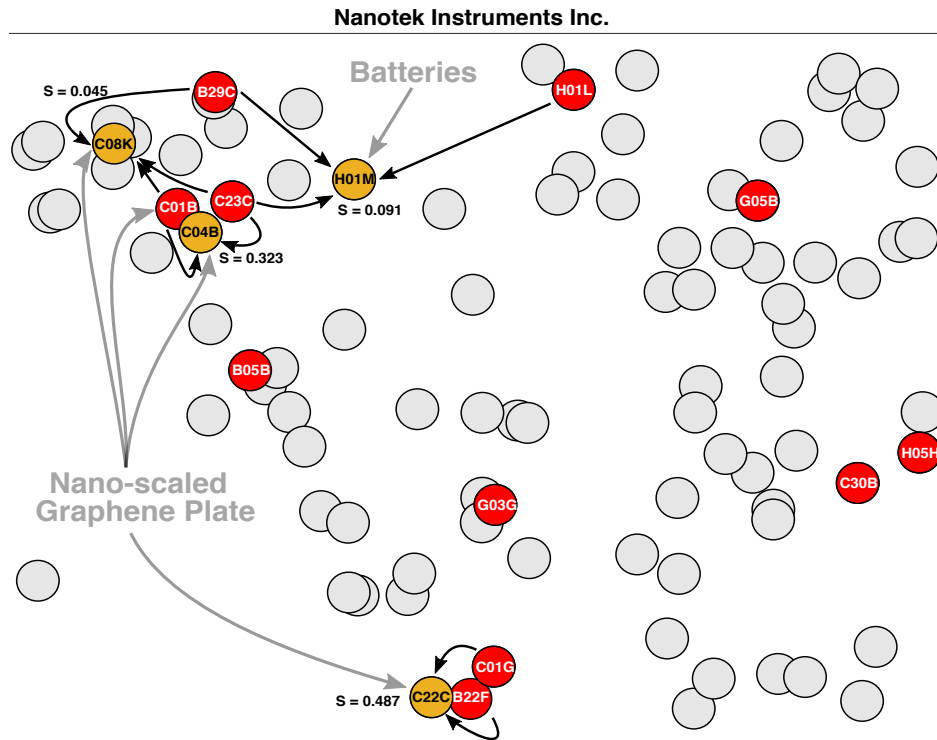 Nanotek Instruments Inc.
Batteries
S = 0.045
B29C
H01L
C08K
H01M
S = 0.091
C01B
C23C
G05B
C04B
S = 0.323
B05B
H05H
C30B
Nano-scaled
Graphene Plate
G03G
C01G
C22C
B22F
S = 0.487